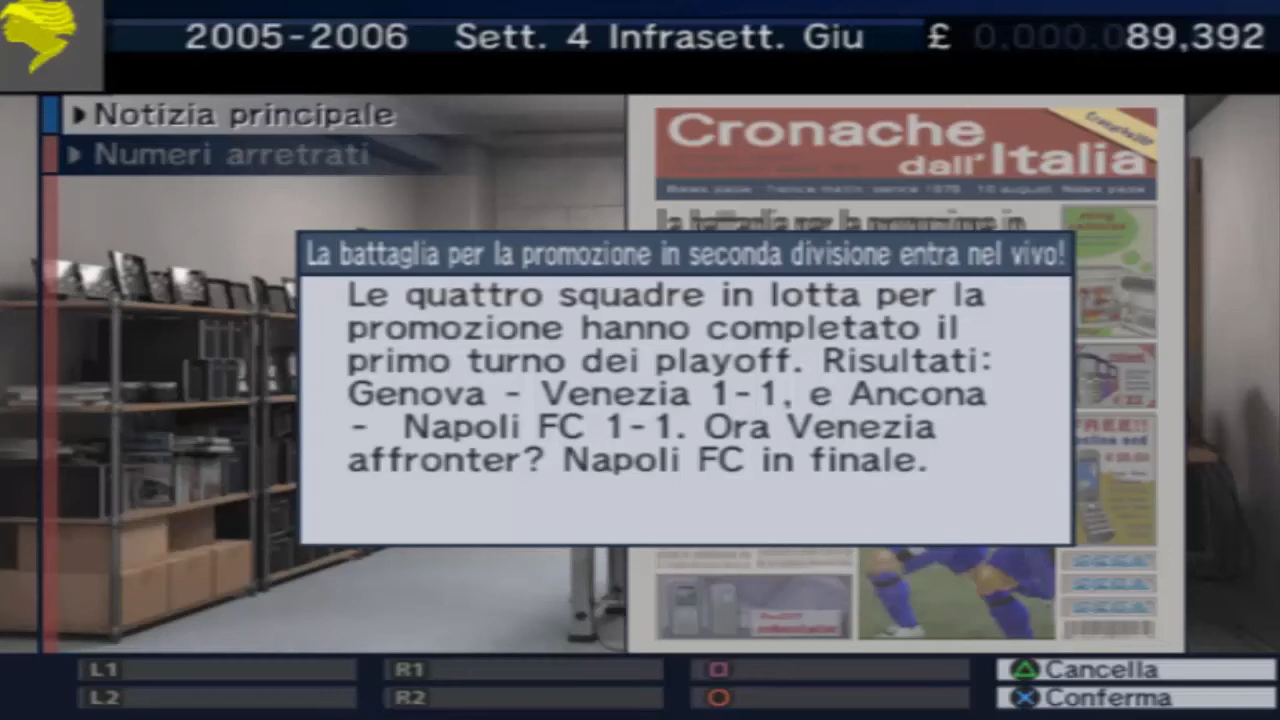 2005-2006 Sett. 4 Infrasett. Giu £ 0,000,089,392
Notizia principale
Numeri arretrati
Cronache
dall'Italia
La battaglia per la promozione in seconda divisione entra nel vivo!
Le quattro squadre in lotta per la
promozione hanno completato il
primo turno dei playoff. Risultati:
Genova - Venezia 1-1, e Ancona
- Napoli FC 1-1. Ora Venezia
affronter? Napoli FC in finale.
SEGA
SEGA
SEGA
L1 R1 Cancella
L2 R2 Conferma